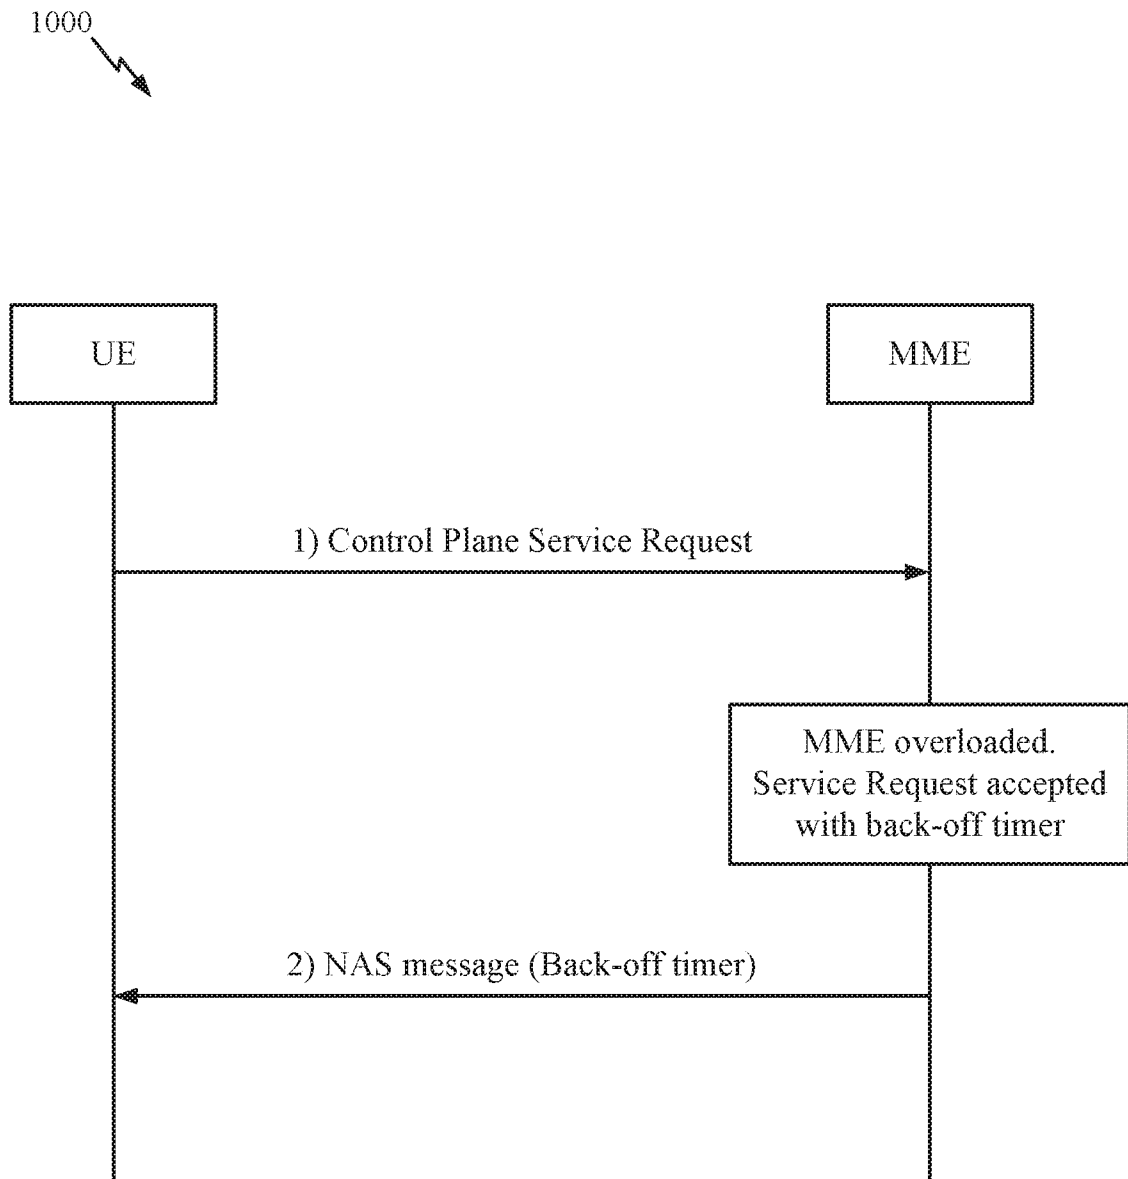 1000
UE
MME
1) Control Plane Service Request
MME overloaded.
Service Request accepted
with back-off timer
2) NAS message (Back-off timer)